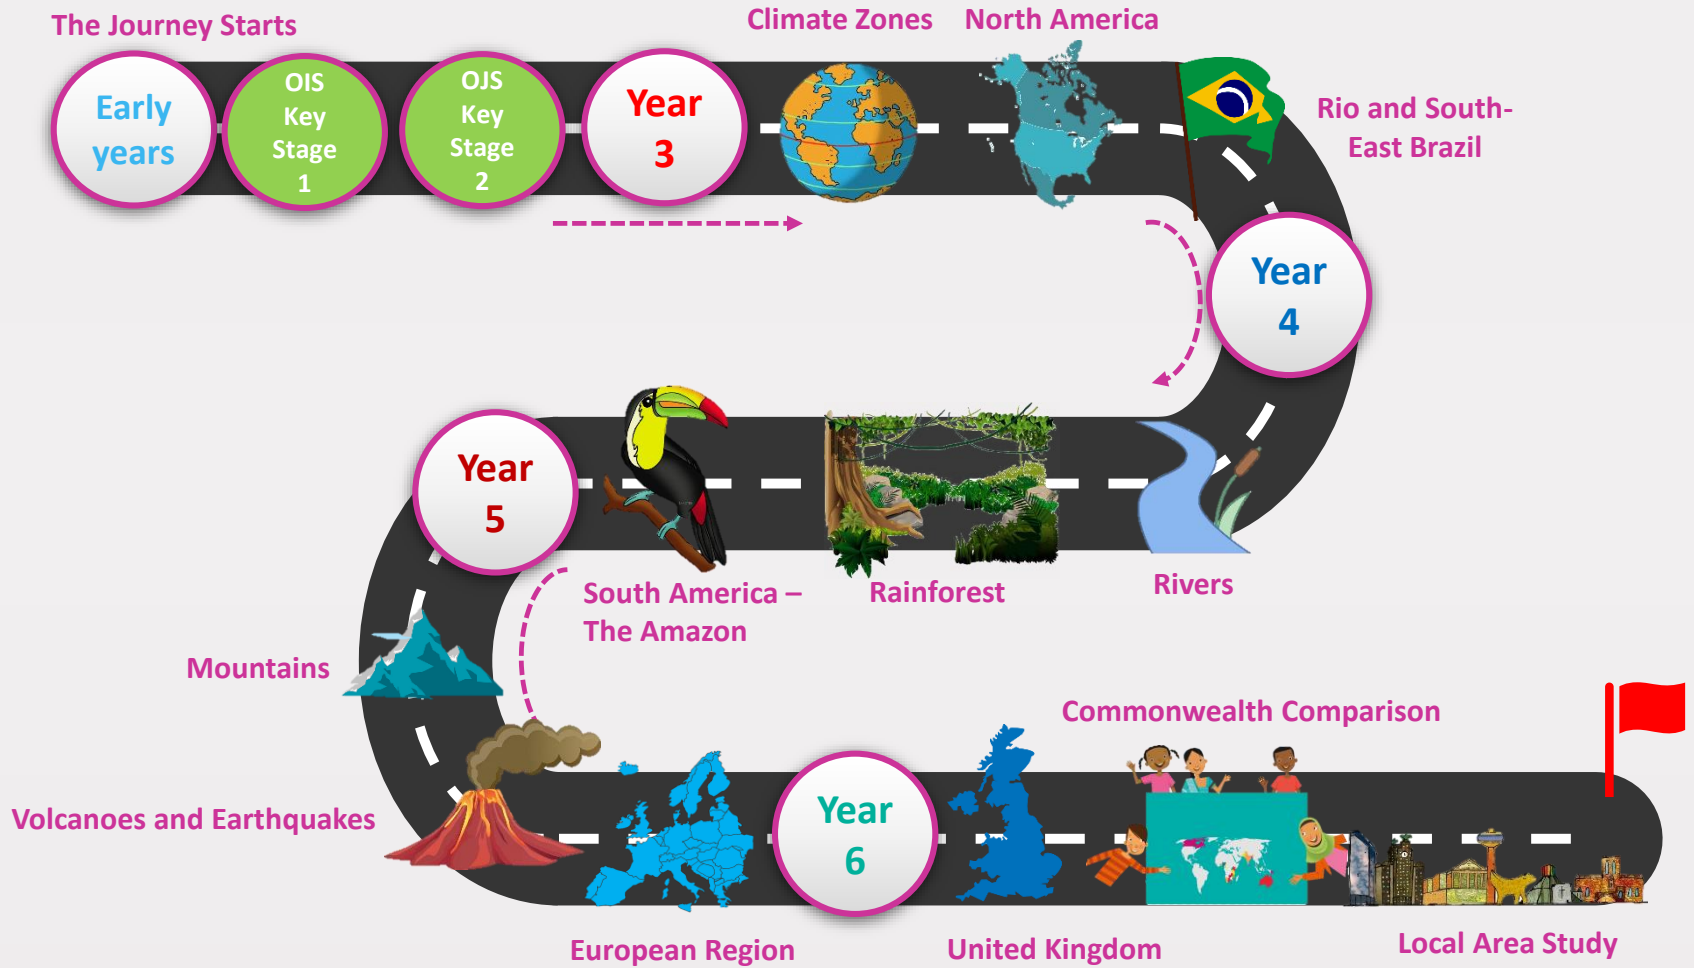 The Journey Starts
Climate Zones
North America
Early
years
OIS
Key
Stage
1
OJS
Key
Stage
2
Year
3
Rio and South-
East Brazil
Year
4
Year
5
South America –
The Amazon
Rainforest
Rivers
Mountains
Volcanoes and Earthquakes
Commonwealth Comparison
Year
6
European Region
United Kingdom
Local Area Study